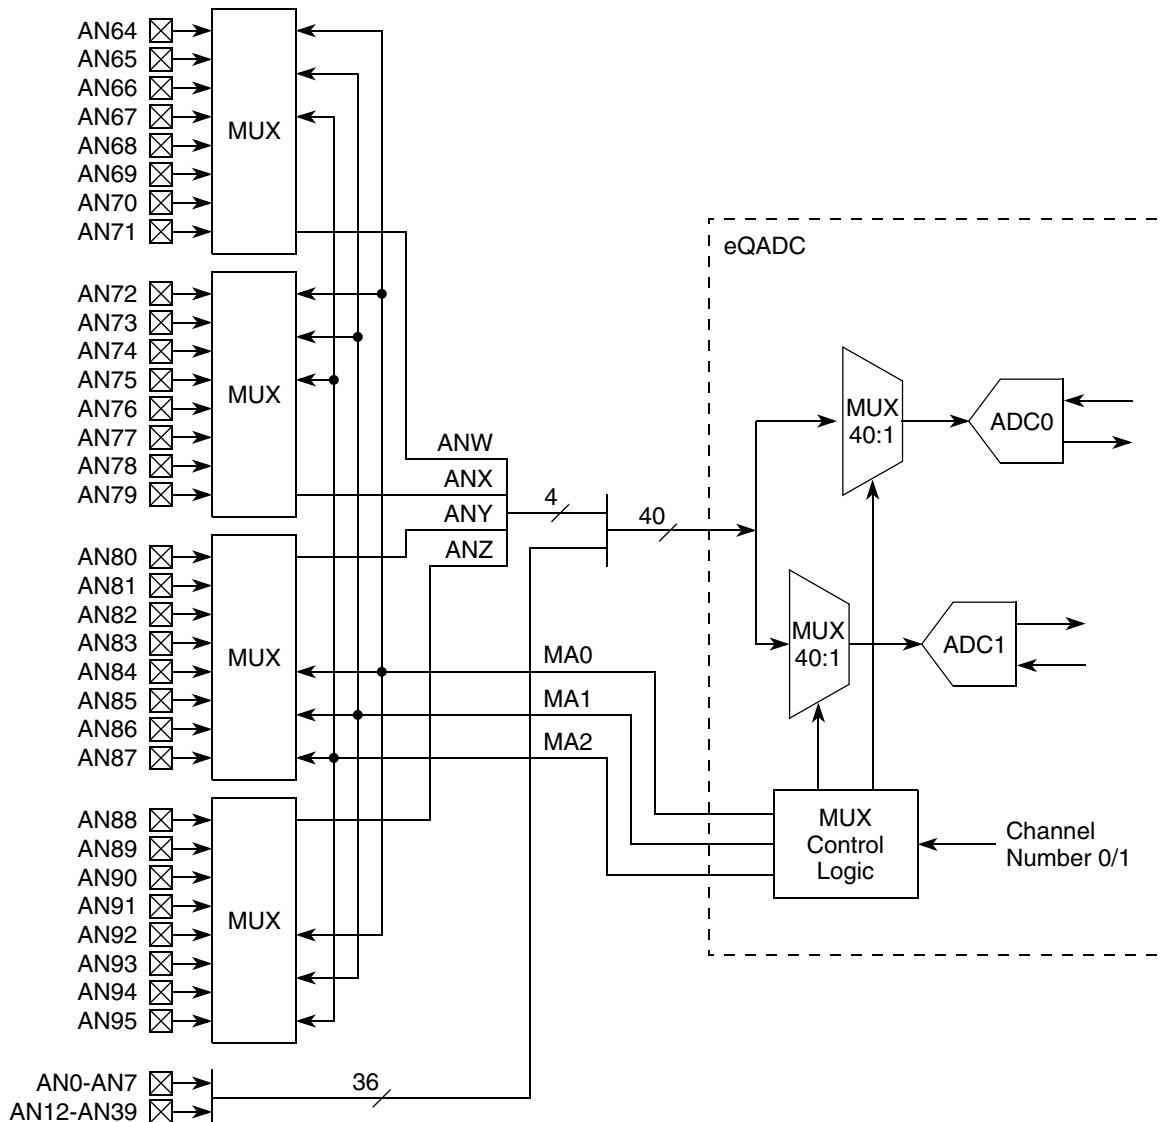 AN64
AN65
AN66
AN67
AN68
AN69
AN70
AN71
MUX
AN72
AN73
AN74
AN75
AN76
AN77
AN78
AN79
MUX
AN80
AN81
AN82
AN83
AN84
AN85
AN86
AN87
MUX
AN88
AN89
AN90
AN91
AN92
AN93
AN94
AN95
MUX
AN0-AN7
AN12-AN39
36
ANW
ANX
ANY
ANZ
4
40
MA0
MA1
MA2
eQADC
MUX
40:1
ADC0
MUX
40:1
ADC1
MUX
Control
Logic
Channel
Number 0/1